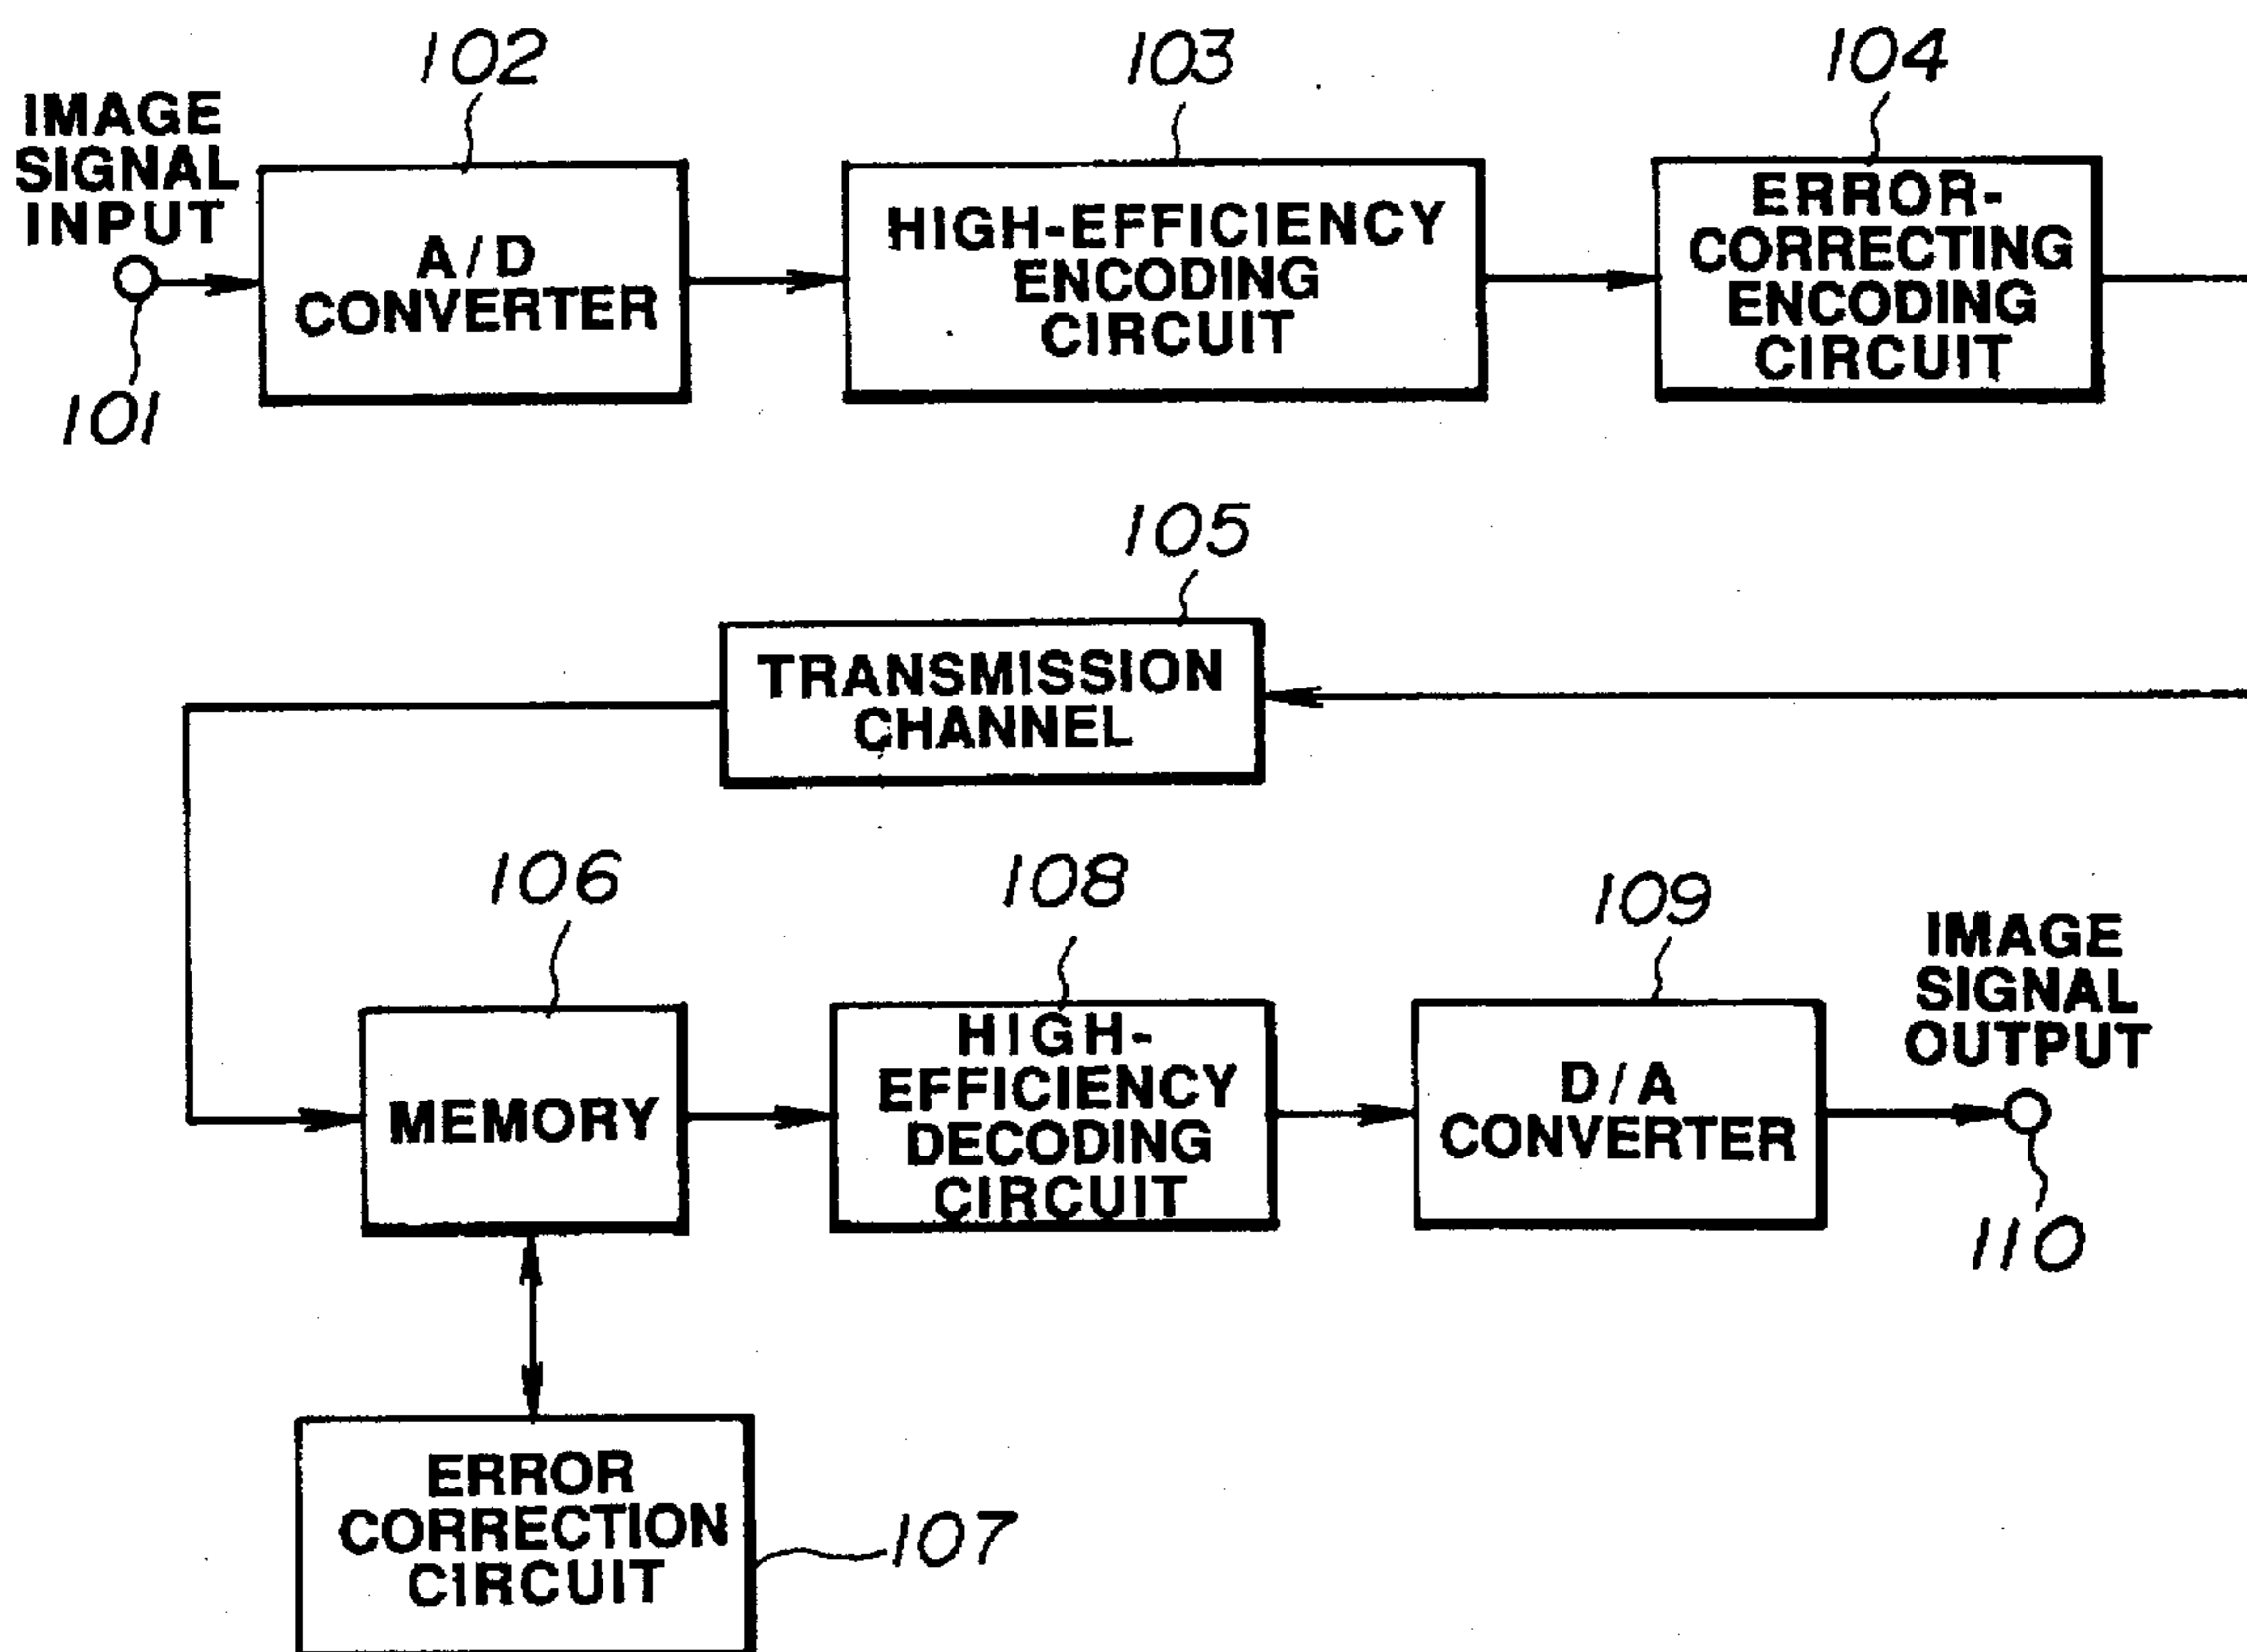 102
103
104
IMAGE
SIGNAL
INPUT
A/D
CONVERTER
HIGH-EFFICIENCY
ENCODING
CIRCUIT
ERROR-
CORRECTING
ENCODING
CIRCUIT
101
105
TRANSMISSION
CHANNEL
106
108
109
IMAGE
SIGNAL
OUTPUT
MEMORY
HIGH-
EFFICIENCY
DECODING
CIRCUIT
D/A
CONVERTER
110
ERROR
CORRECTION
CIRCUIT
107